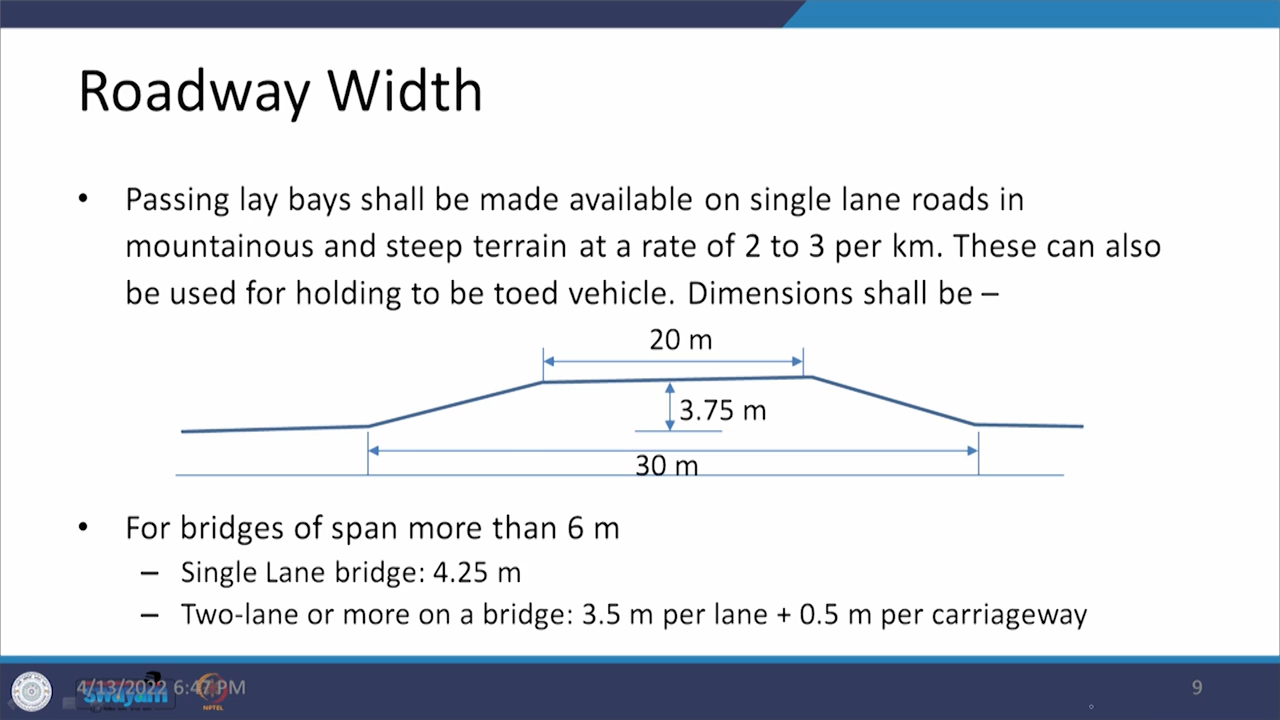 Roadway Width
• Passing lay bays shall be made available on single lane roads in
mountainous and steep terrain at a rate of 2 to 3 per km. These can also
be used for holding to be toed vehicle. Dimensions shall be –
20 m
3.75 m
30 m
• For bridges of span more than 6 m
– Single Lane bridge: 4.25 m
– Two-lane or more on a bridge: 3.5 m per lane + 0.5 m per carriageway
4/13/2022 6:47 PM
swayam
NPTEL
9